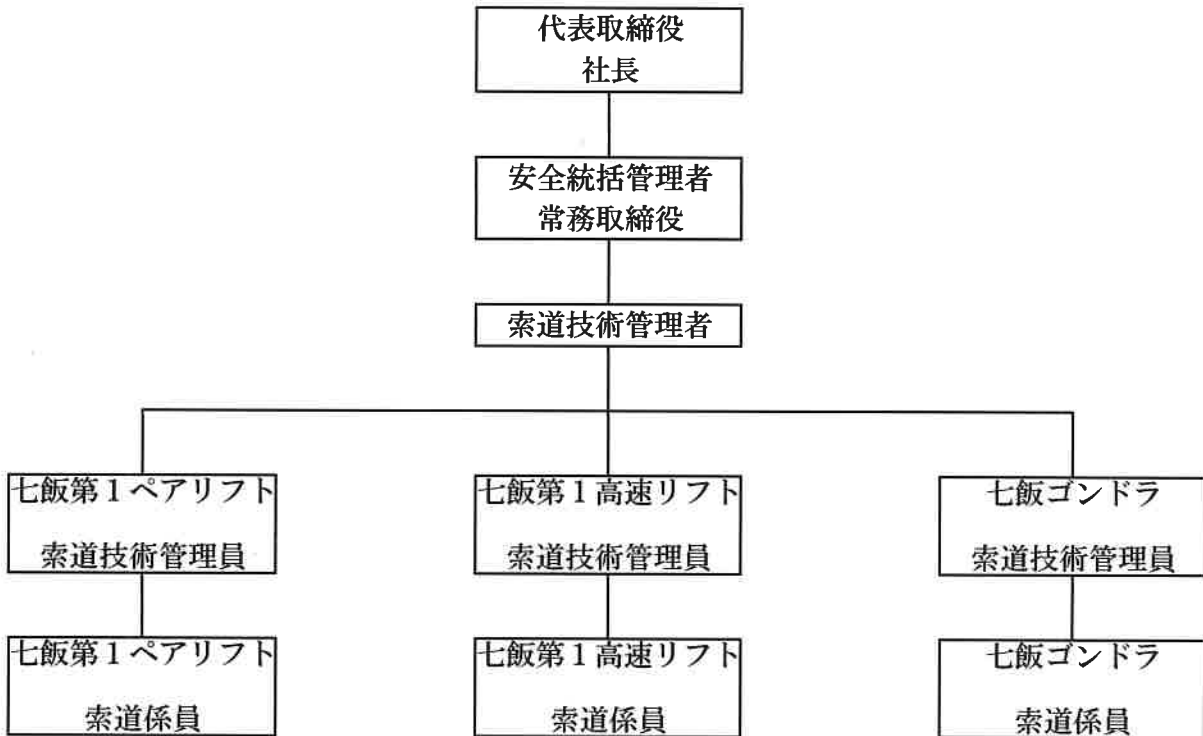 代表取締役
社長
安全統括管理者
常務取締役
索道技術管理者
七飯第１ペアリフト
索道技術管理員
七飯第１高速リフト
索道技術管理員
七飯ゴンドラ
索道技術管理員
七飯第１ペアリフト
索道係員
七飯第１高速リフト
索道係員
七飯ゴンドラ
索道係員